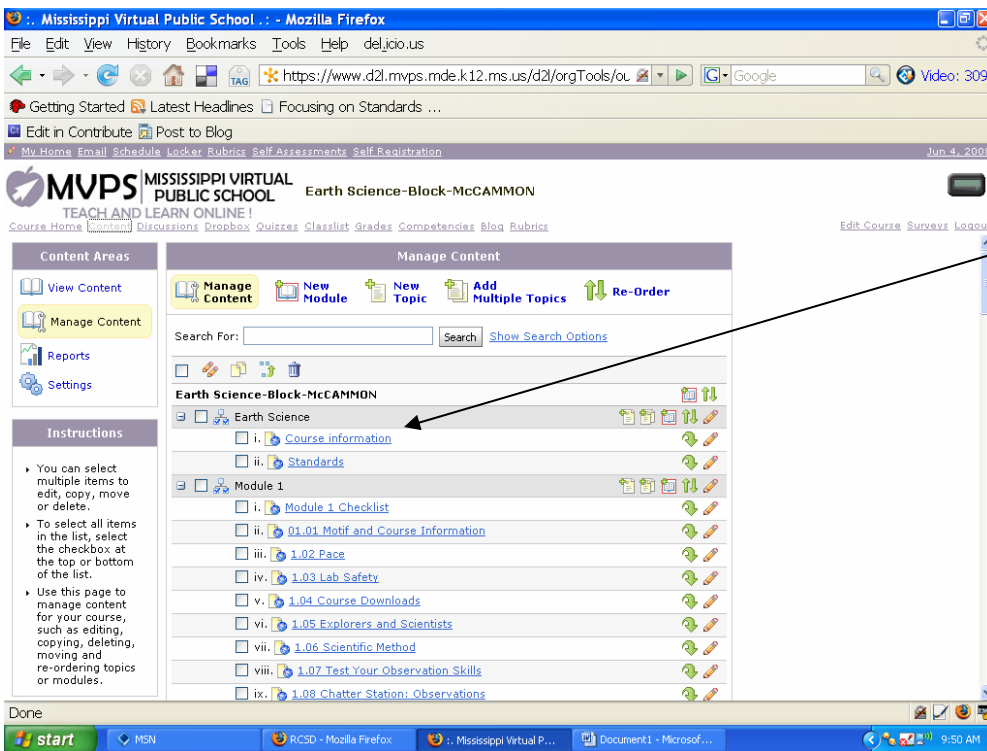 :. Mississippi Virtual Public School .: - Mozilla Firefox
File Edit View History Bookmarks Tools Help del.icio.us
TAG https://www.d2l.mvps.mde.k12.ms.us/d2l/orgTools/ou G Google Video: 309
Getting Started Latest Headlines Focusing on Standards ...
Edit in Contribute Post to Blog
My Home Email Schedule Locker Rubrics Self Assessments Self Registration Jun 4, 200
MVPS MISSISSIPPI VIRTUAL PUBLIC SCHOOL Earth Science-Block-McCAMMON
TEACH AND LEARN ONLINE !
Course Home Content Discussions Dropbox Quizzes Classlist Grades Competencies Blog Rubrics Edit Course Surveys Logou
Content Areas
View Content
Manage Content
Reports
Settings
Instructions
You can select multiple items to edit, copy, move or delete.
To select all items in the list, select the checkbox at the top or bottom of the list.
Use this page to manage content for your course, such as editing, copying, deleting, moving and re-ordering topics or modules.
Manage Content
Manage Content New Module New Topic Add Multiple Topics Re-Order
Search For: Search Show Search Options
Earth Science-Block-McCAMMON
Earth Science
i. Course information
ii. Standards
Module 1
i. Module 1 Checklist
ii. 01.01 Motif and Course Information
iii. 1.02 Pace
iv. 1.03 Lab Safety
v. 1.04 Course Downloads
vi. 1.05 Explorers and Scientists
vii. 1.06 Scientific Method
viii. 1.07 Test Your Observation Skills
ix. 1.08 Chatter Station: Observations
Done
start MSN RCSD - Mozilla Firefox :. Mississippi Virtual P... Document1 - Microsof... 9:50 AM